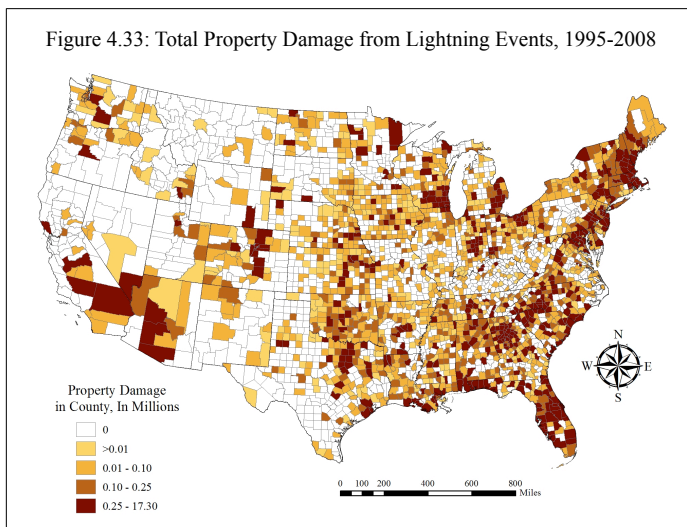 Figure 4.33: Total Property Damage from Lightning Events, 1995-2008
N
W
E
S
Property Damage
in County, In Millions
0
>0.01
0.01 - 0.10
0.10 - 0.25
0.25 - 17.30
0 100 200 400 600 800
Miles